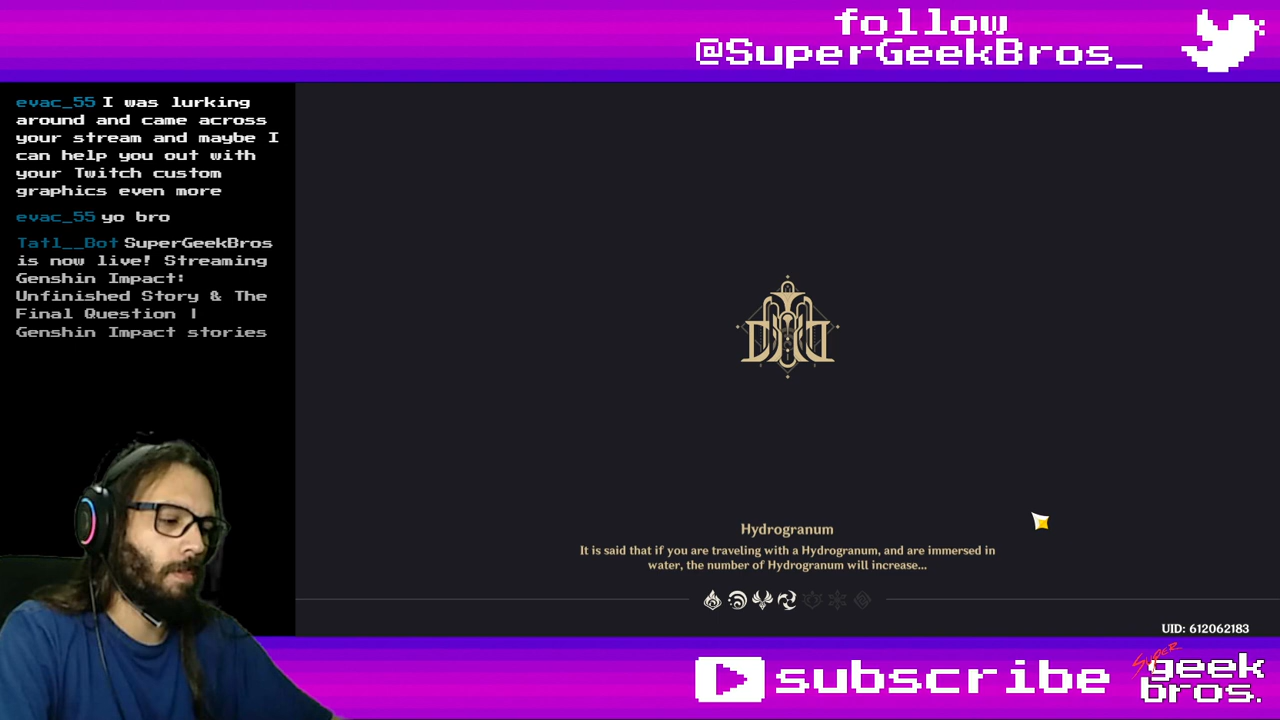 follow
@SuperGeekBros_
evac_55 I was lurking
around and came across
your stream and maybe I
can help you out with
your Twitch custom
graphics even more
evac_55 yo bro
Tatl__Bot SuperGeekBros
is now live! Streaming
Genshin Impact:
Unfinished Story & The
Final Question |
Genshin Impact stories
Hydrogranum
It is said that if you are traveling with a Hydrogranum, and are immersed in
water, the number of Hydrogranum will increase...
UID: 612062183
subscribe
super
geek
bros.